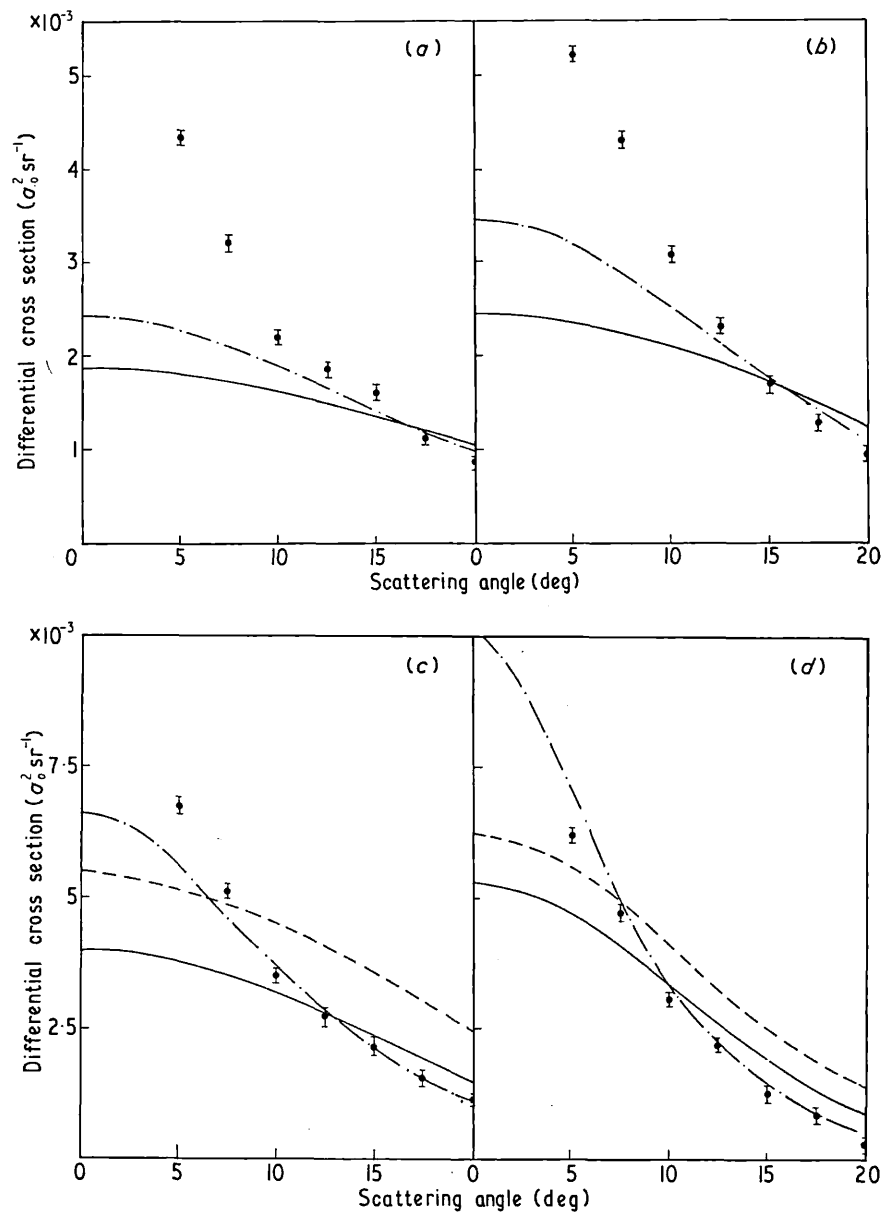 ×10⁻³
(a)
(b)
5
4
3
2
1
Differential cross section (a₀² sr⁻¹)
0 5 10 15 0 5 10 15 20
Scattering angle (deg)
×10⁻³
(c)
(d)
7·5
5
2·5
Differential cross section (a₀² sr⁻¹)
0 5 10 15 0 5 10 15 20
Scattering angle (deg)